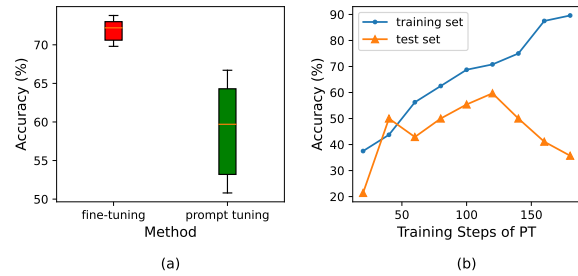 Accuracy (%)
70
65
60
55
50
fine-tuning
prompt tuning
Method
(a)
Accuracy (%)
90
80
70
60
50
40
30
20
training set
test set
50
100
150
Training Steps of PT
(b)